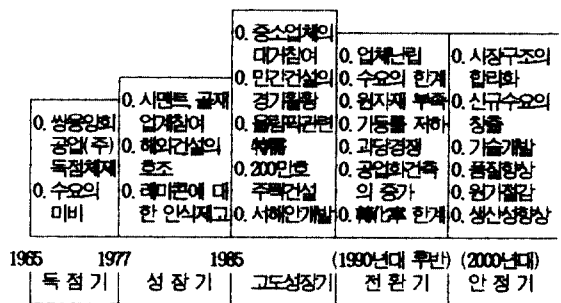 0. 쌍용양회
공업(주)
독점체제
0. 수요의
미비
0. 시멘트, 골재
업계참여
0. 해외건설의
호조
0. 레미콘에 대
한 인식제고
0. 중소업체의
대거참여
0. 민간건설의
경기활황
0. 올림픽관련
特需
0. 200만호
주택건설
0. 서해안개발
0. 업체난립
0. 수요의 한계
0. 원자재 부족
0. 가동률 저하
0. 과당경쟁
0. 공업화건축
의 증가
0. 한계
0. 시장구조의
합리화
0. 신규수요의
창출
0. 기술개발
0. 품질향상
0. 원가절감
0. 생산성향상
1965 1977 1985 (1990년대 후반) (2000년대)
독점기 성장기 고도성장기 전환기 안정기